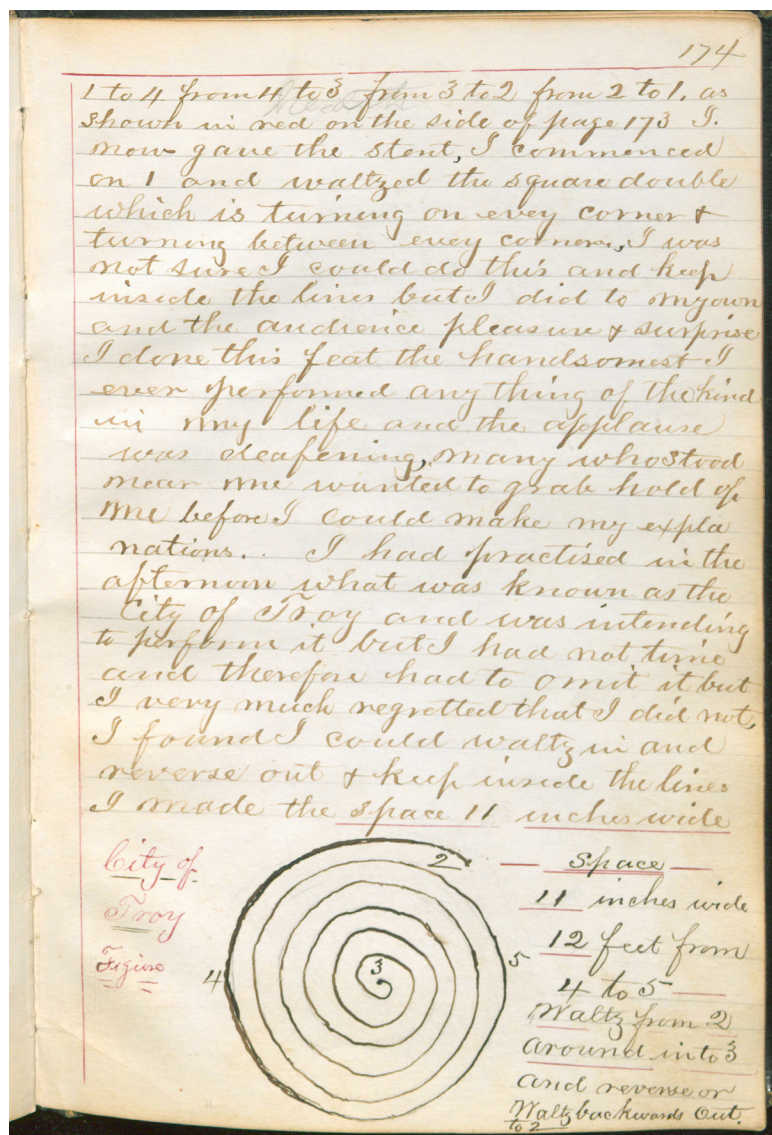 174
1 to 4 from 4 to 3 from 3 to 2 from 2 to 1. as
shown in red on the side of page 173 I.
now gave the stent, I commenced
on 1 and waltzed the square double
which is turning on evey corner &
turning between evey corner, I was
not sure I could do this and keep
inside the lines but I did to my own
and the audience pleasure & surprise
I done this feat the handsomest I
ever performed any thing of the kind
in my life and the applause
was deafening, many who stood
near me wanted to grab hold of
me before I could make my expla
nations.. I had practised in the
afternoon what was known as the
City of Troy and was intending
to perform it but I had not time
and therefore had to omit it but
I very much regretted that I did not,
I found I could waltz in and
reverse out & keep inside the lines
I made the space 11 inches wide
City of
Troy
Figure
2
3
4
5
— Space —
11 inches wide
12 feet from
4 to 5 —
Waltz from 2
around in to 3
and reverse or
Waltz backwards Out.
to 2